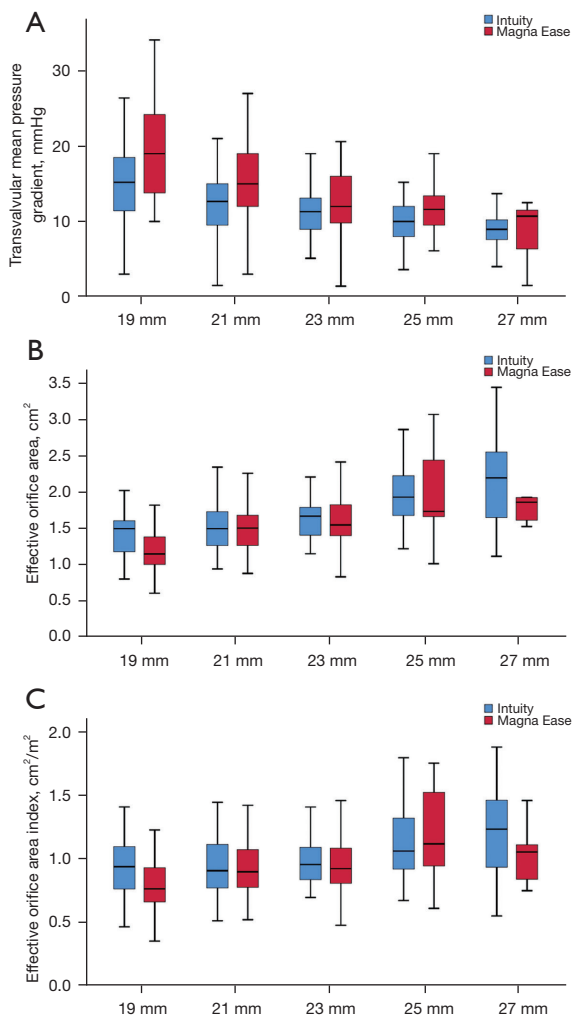 A
Intuity
Magna Ease
Transvalvular mean pressure
gradient, mmHg
30
20
10
0
19 mm 21 mm 23 mm 25 mm 27 mm
B
Intuity
Magna Ease
Effective orifice area, cm²
3.5
3.0
2.5
2.0
1.5
1.0
0.5
0.0
19 mm 21 mm 23 mm 25 mm 27 mm
C
Intuity
Magna Ease
Effective orifice area index, cm²/m²
2.0
1.5
1.0
0.5
0.0
19 mm 21 mm 23 mm 25 mm 27 mm